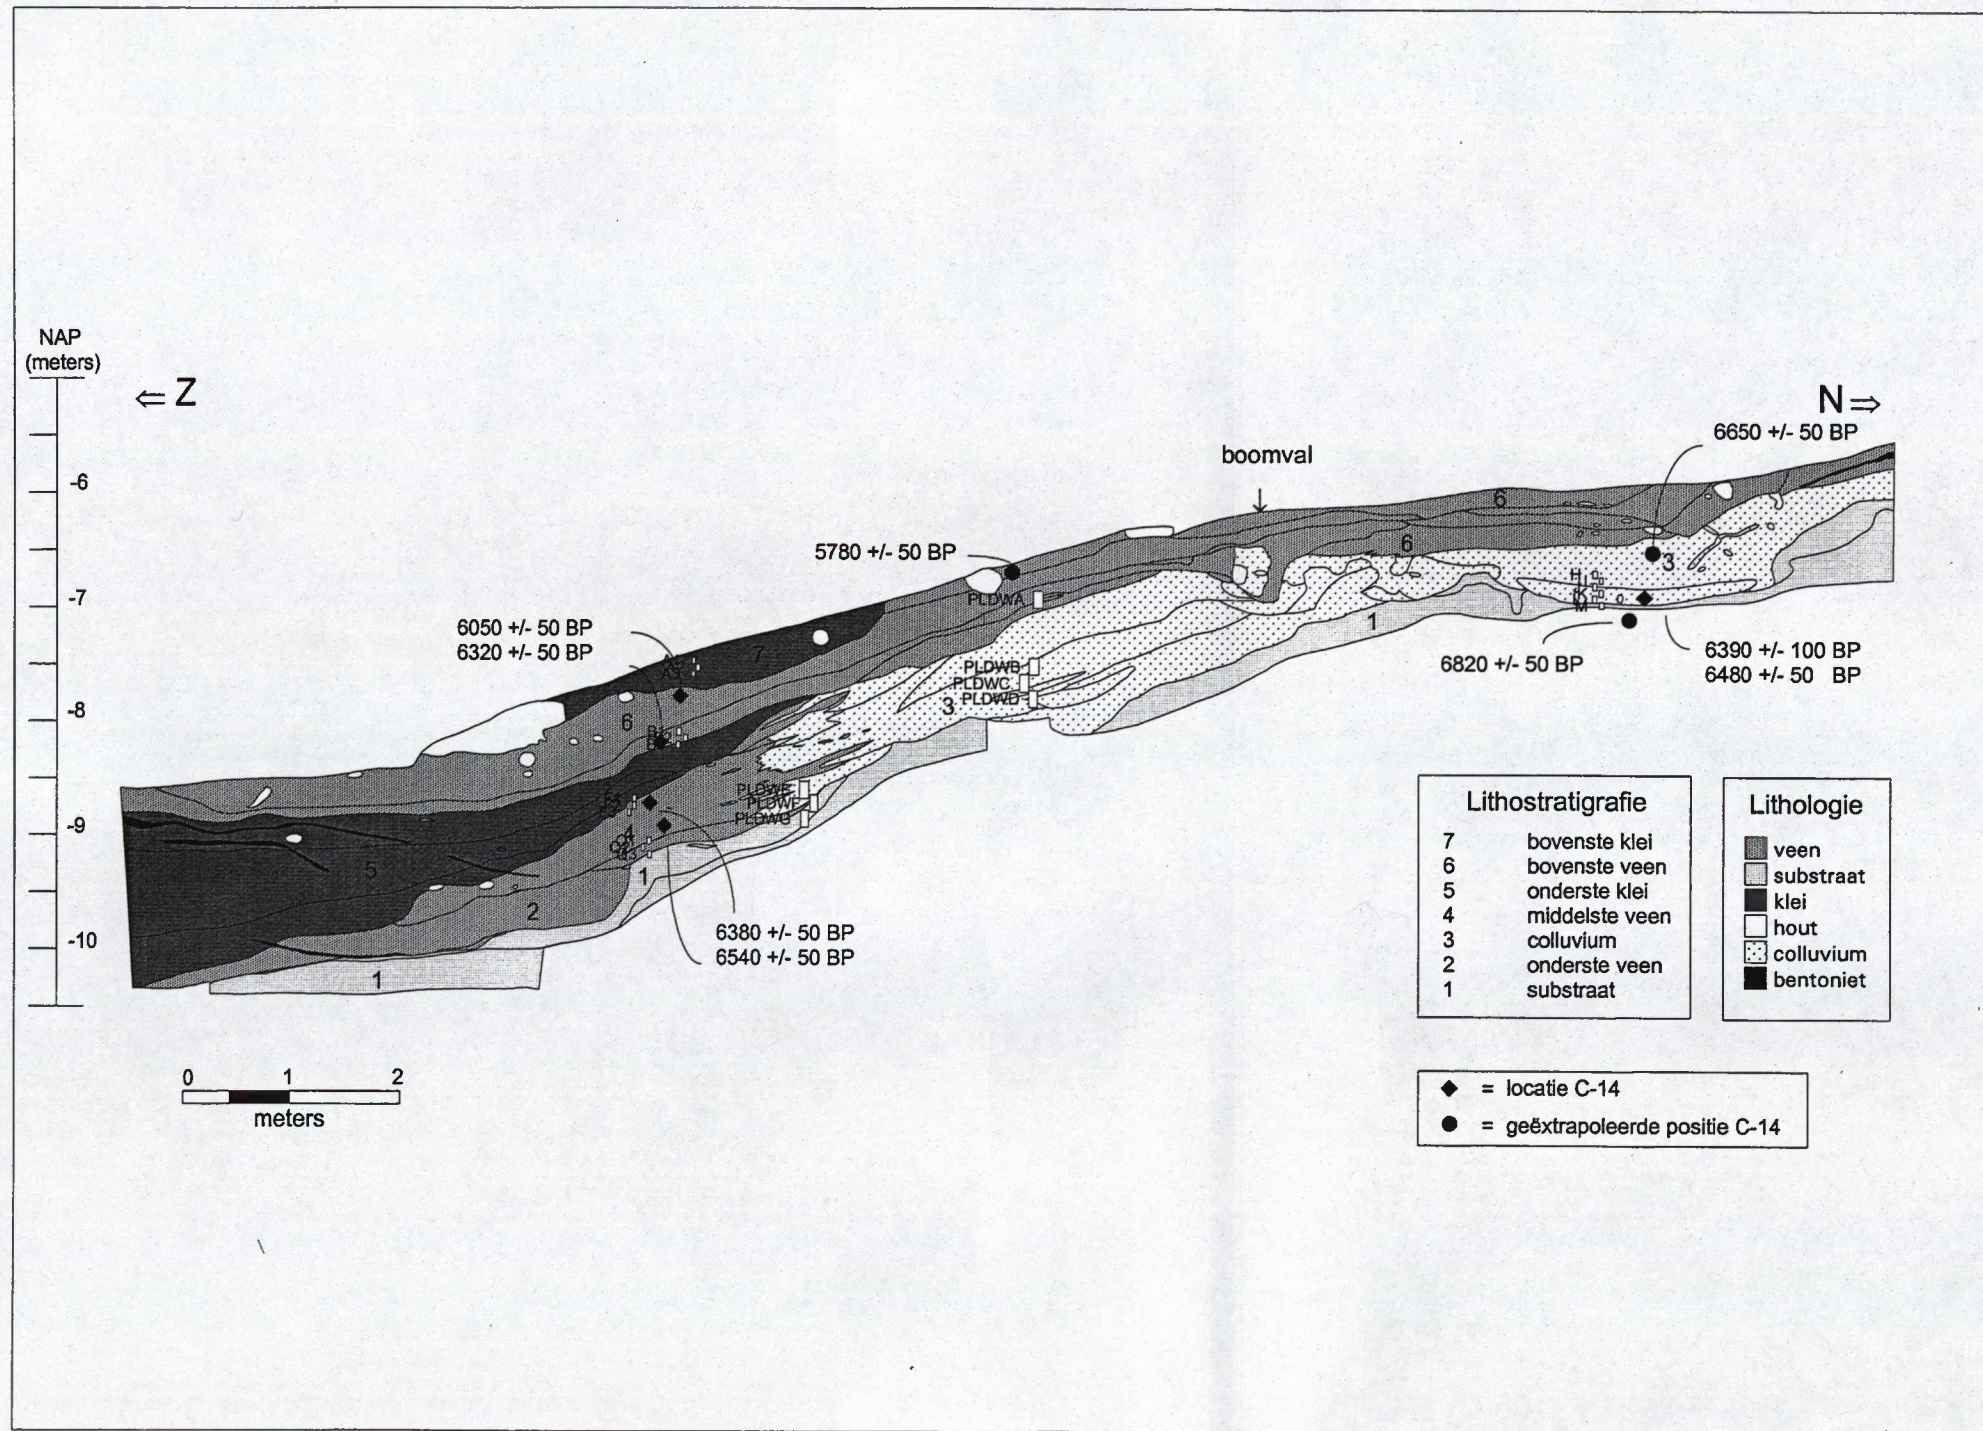 NAP
(meters)
⇐ Z
N ⇒
6650 +/- 50 BP
boomval
-6
6
5780 +/- 50 BP
6
3
-7
PLDWA
H
M
6050 +/- 50 BP
6320 +/- 50 BP
1
7
PLDWB
PLDWC
PLDWD
6820 +/- 50 BP
6390 +/- 100 BP
6480 +/- 50 BP
-8
6
3
-9
PLDWE
PLDWF
PLDWG
4
5
1
2
-10
6380 +/- 50 BP
6540 +/- 50 BP
1
0 1 2
meters
Lithostratigrafie
7 bovenste klei
6 bovenste veen
5 onderste klei
4 middelste veen
3 colluvium
2 onderste veen
1 substraat
Lithologie
veen
substraat
klei
hout
colluvium
bentoniet
◆ = locatie C-14
● = geëxtrapoleerde positie C-14